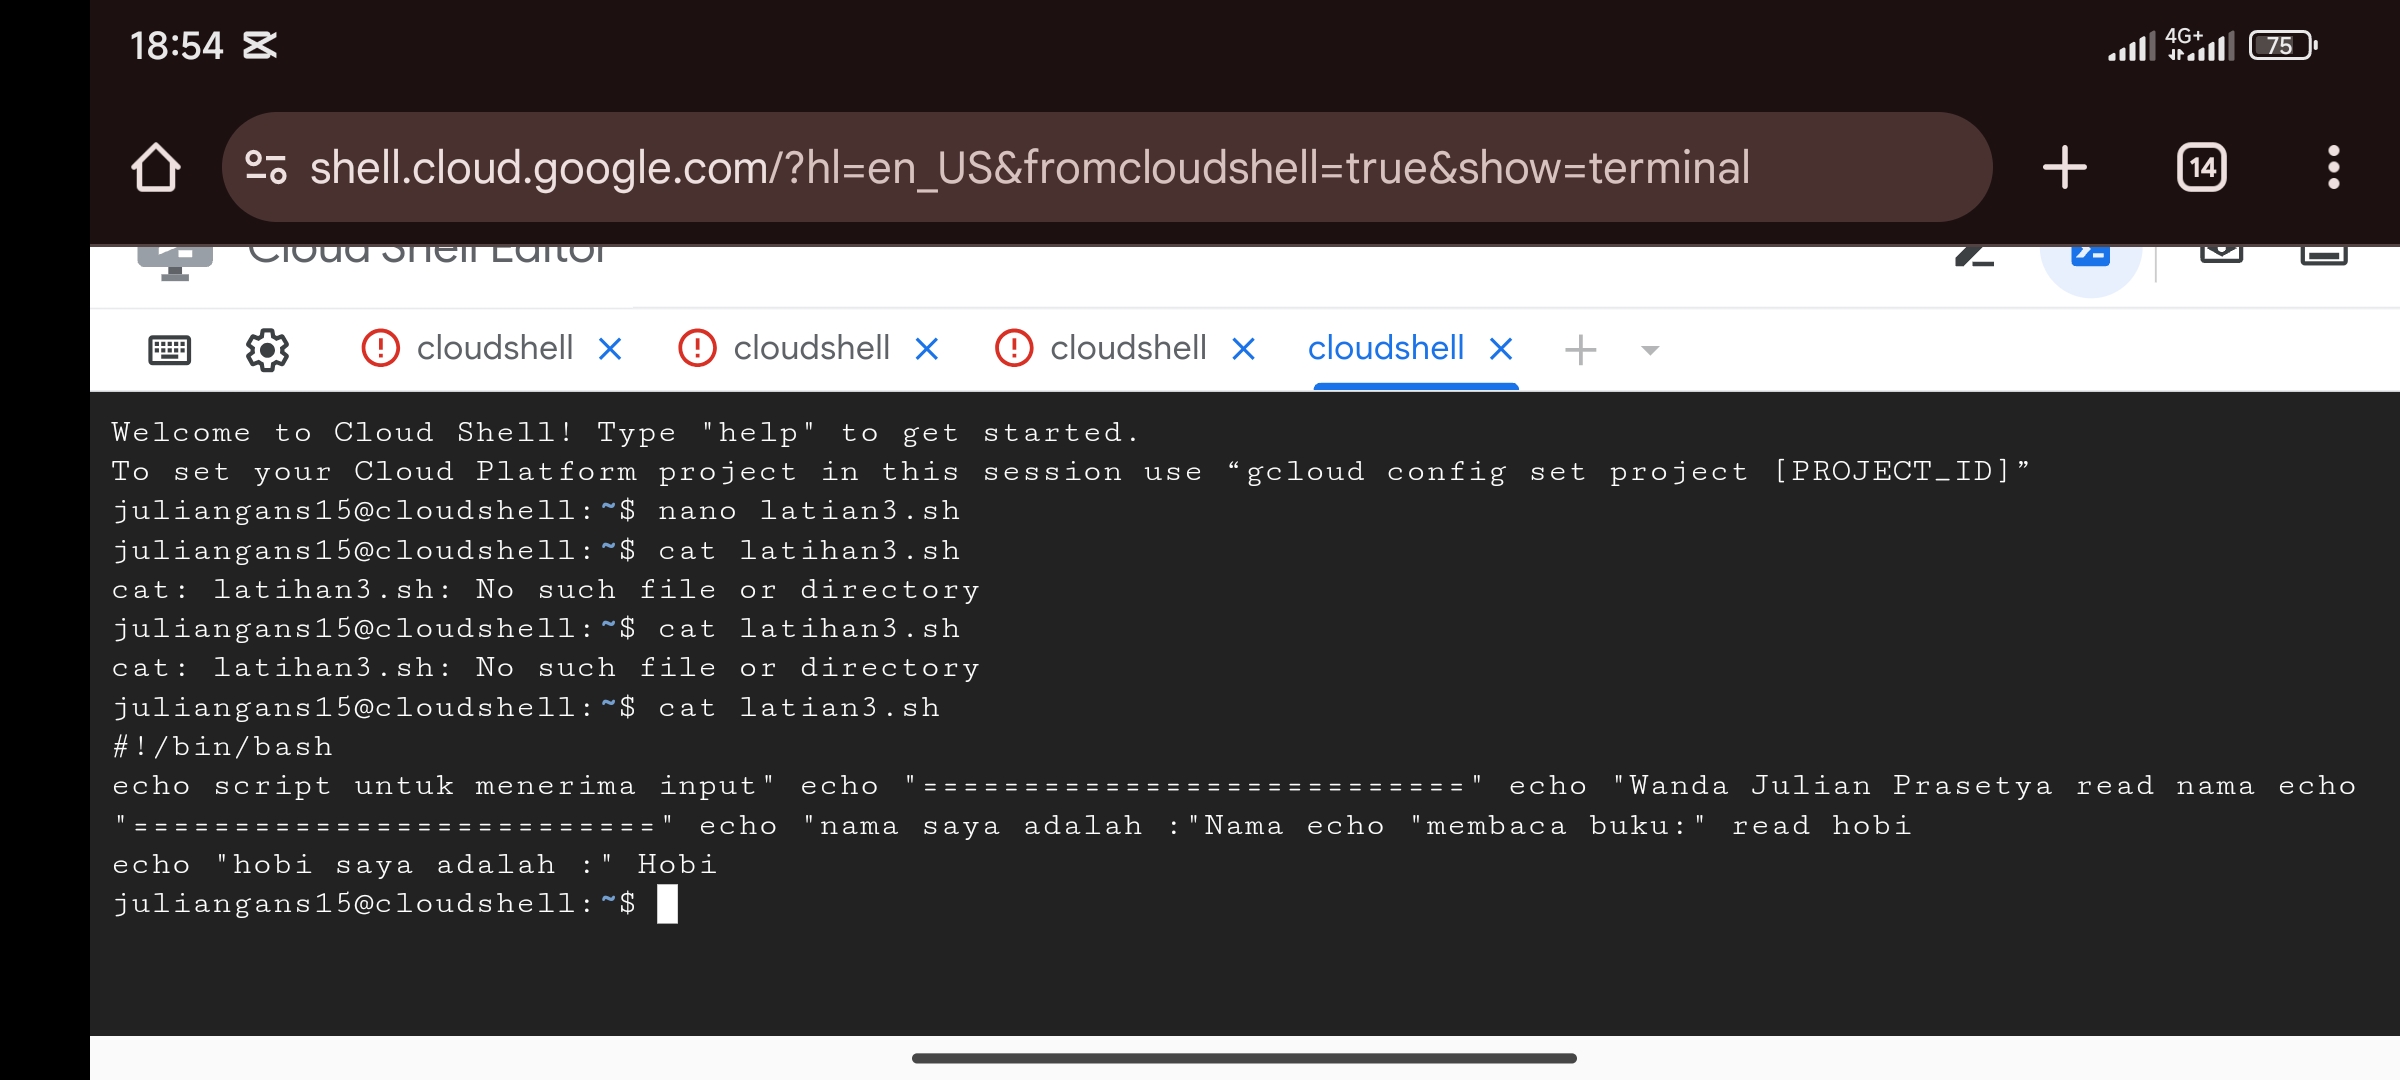 18:54
4G+
75
shell.cloud.google.com/?hl=en_US&fromcloudshell=true&show=terminal
14
Cloud Shell Editor
cloudshell
cloudshell
cloudshell
cloudshell
Welcome to Cloud Shell! Type "help" to get started.
To set your Cloud Platform project in this session use “gcloud config set project [PROJECT_ID]”
juliangans15@cloudshell:~$ nano latian3.sh
juliangans15@cloudshell:~$ cat latihan3.sh
cat: latihan3.sh: No such file or directory
juliangans15@cloudshell:~$ cat latihan3.sh
cat: latihan3.sh: No such file or directory
juliangans15@cloudshell:~$ cat latian3.sh
#!/bin/bash
echo script untuk menerima input" echo "===========================" echo "Wanda Julian Prasetya read nama echo
"==========================" echo "nama saya adalah :"Nama echo "membaca buku:" read hobi
echo "hobi saya adalah :" Hobi
juliangans15@cloudshell:~$